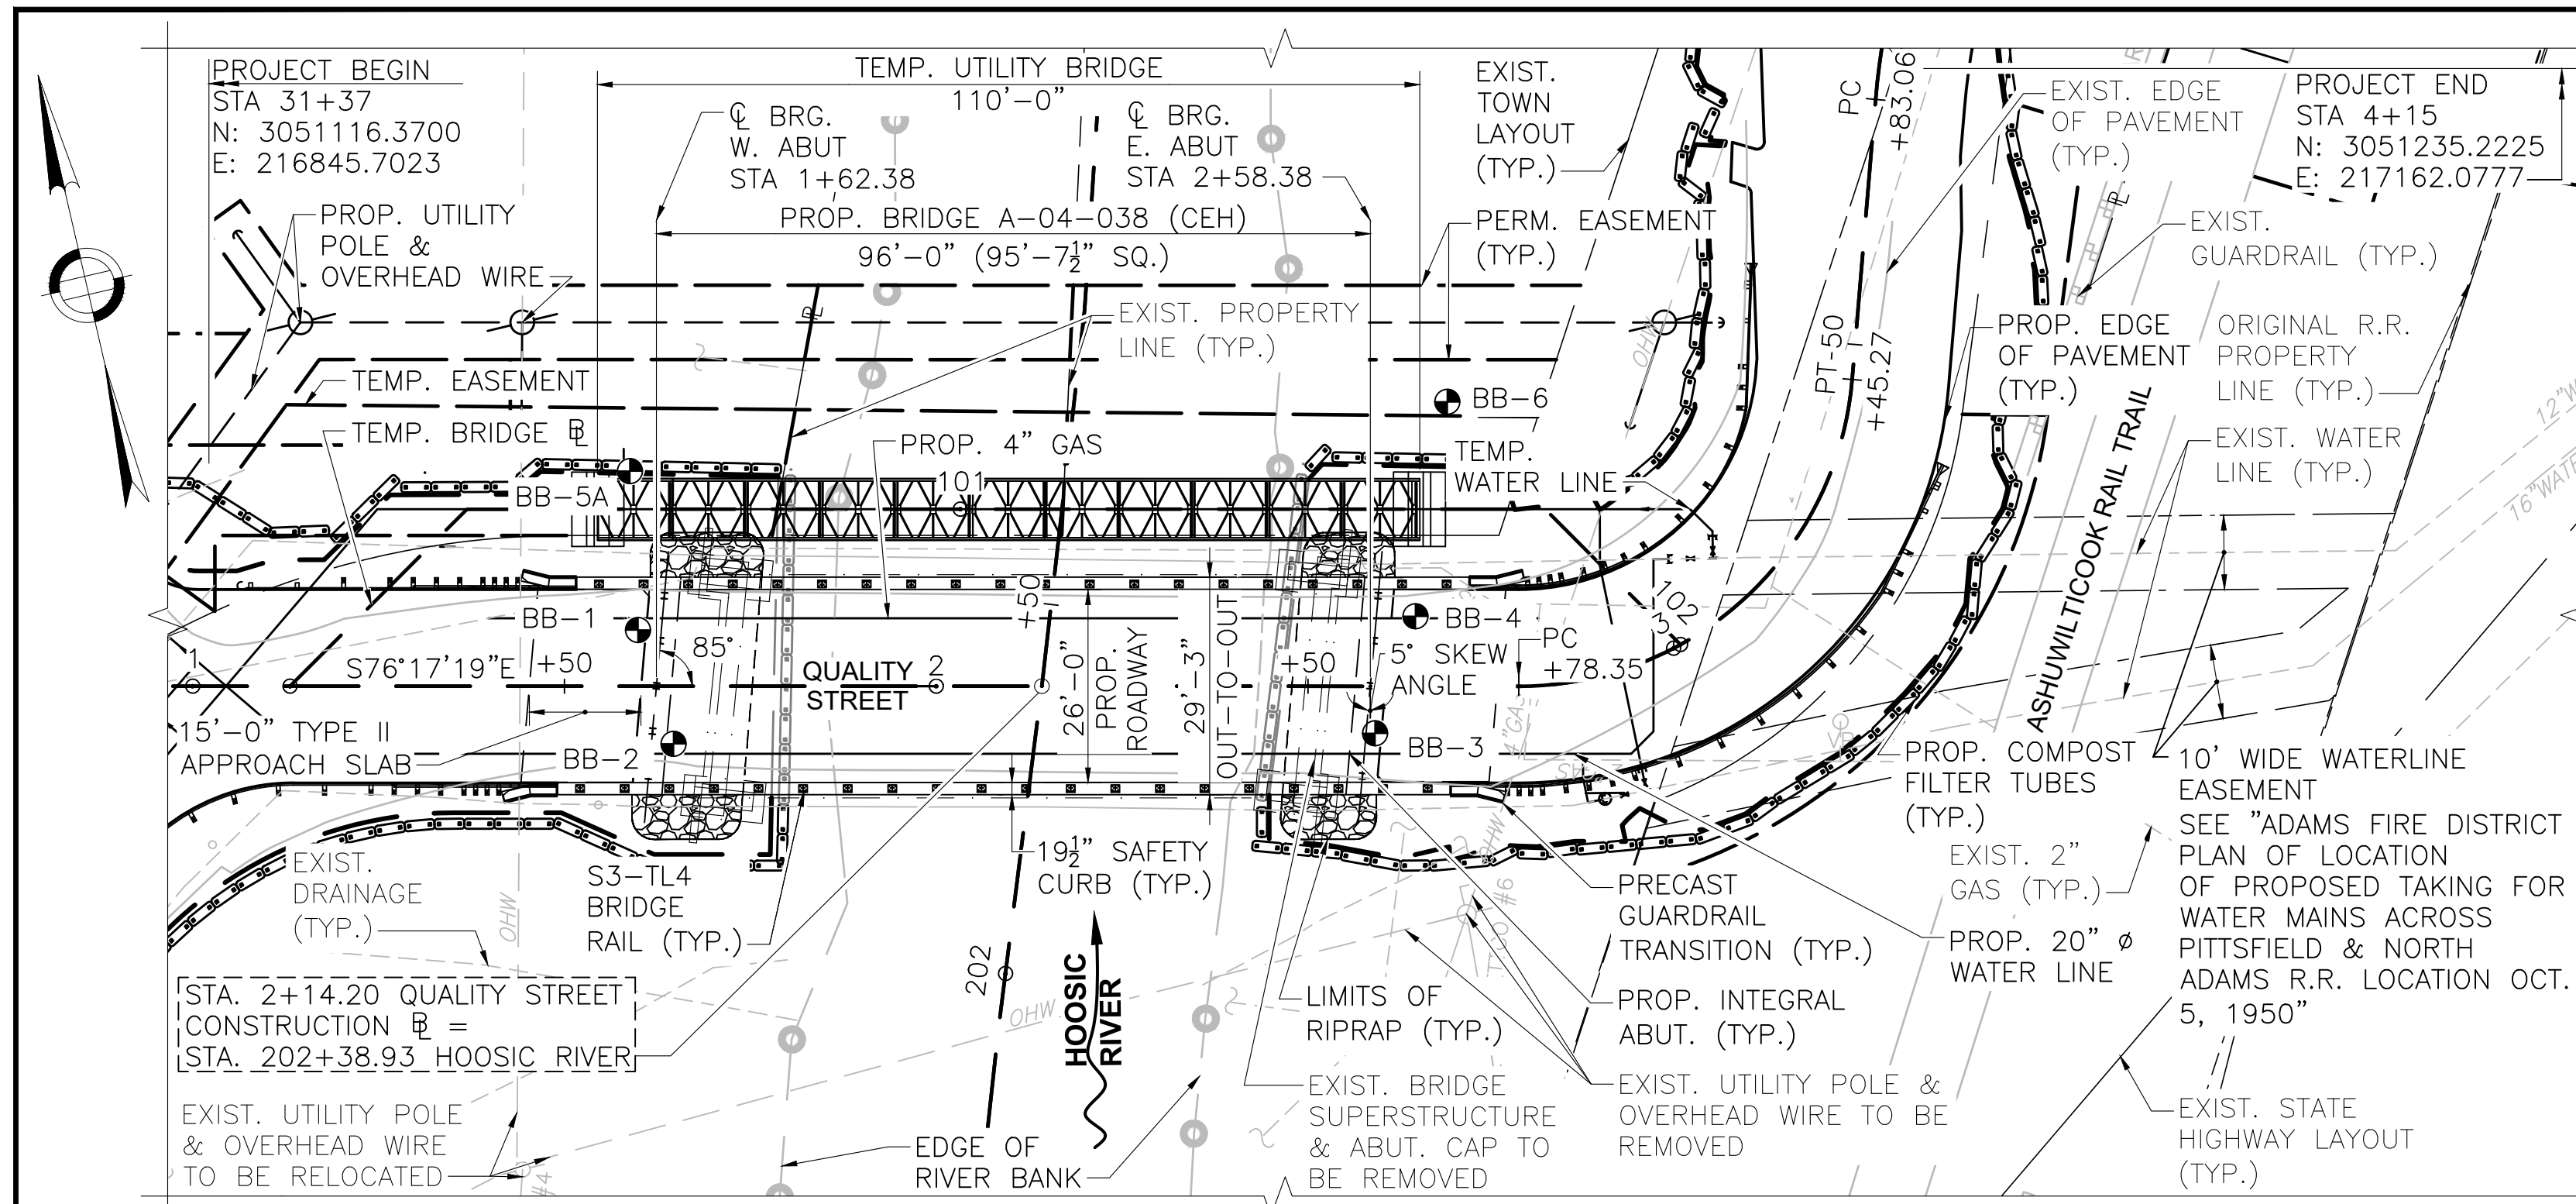 PROJECT BEGIN
STA 31+37
N: 3051116.3700
E: 216845.7023
TEMP. UTILITY BRIDGE
110'-0"
℄ BRG.
W. ABUT
STA 1+62.38
℄ BRG.
E. ABUT
STA 2+58.38
PROP. BRIDGE A-04-038 (CEH)
96'-0" (95'-7½" SQ.)
EXIST.
TOWN
LAYOUT
(TYP.)
PERM. EASEMENT
(TYP.)
PC
+83.06
EXIST. EDGE
OF PAVEMENT
(TYP.)
PROJECT END
STA 4+15
N: 3051235.2225
E: 217162.0777
EXIST.
GUARDRAIL (TYP.)
PROP. UTILITY
POLE &
OVERHEAD WIRE
EXIST. PROPERTY
LINE (TYP.)
PROP. EDGE
OF PAVEMENT
(TYP.)
ORIGINAL R.R.
PROPERTY
LINE (TYP.)
PT-50
+45.27
OHW
TEMP. EASEMENT
TEMP. BRIDGE B̵L
BB-6
PROP. 4" GAS
TEMP.
WATER LINE
EXIST. WATER
LINE (TYP.)
12"W
16"WATE
BB-5A
101
ASHUWILTICOOK RAIL TRAIL
BB-1
+50
BB-4
102
3
1
S76°17'19"E
+50
85°
QUALITY
STREET
2
26'-0"
PROP.
ROADWAY
29'-3"
OUT-TO-OUT
+50
5° SKEW
ANGLE
PC
+78.35
15'-0" TYPE II
APPROACH SLAB
BB-2
BB-3
4"GAS
PROP. COMPOST
FILTER TUBES
(TYP.)
10' WIDE WATERLINE
EASEMENT
SEE "ADAMS FIRE DISTRICT
PLAN OF LOCATION
OF PROPOSED TAKING FOR
WATER MAINS ACROSS
PITTSFIELD & NORTH
ADAMS R.R. LOCATION OCT.
5, 1950"
EXIST.
DRAINAGE
(TYP.)
OHW
S3-TL4
BRIDGE
RAIL (TYP.)
19½" SAFETY
CURB (TYP.)
OHW
#6
PRECAST
GUARDRAIL
TRANSITION (TYP.)
EXIST. 2"
GAS (TYP.)
PROP. 20" ø
WATER LINE
STA. 2+14.20 QUALITY STREET
CONSTRUCTION B̵L =
STA. 202+38.93 HOOSIC RIVER
202
OHW
HOOSIC
RIVER
LIMITS OF
RIPRAP (TYP.)
PROP. INTEGRAL
ABUT. (TYP.)
EXIST. UTILITY POLE
& OVERHEAD WIRE
TO BE RELOCATED
#4
EDGE OF
RIVER BANK
EXIST. BRIDGE
SUPERSTRUCTURE
& ABUT. CAP TO
BE REMOVED
EXIST. UTILITY POLE &
OVERHEAD WIRE TO BE
REMOVED
EXIST. STATE
HIGHWAY LAYOUT
(TYP.)